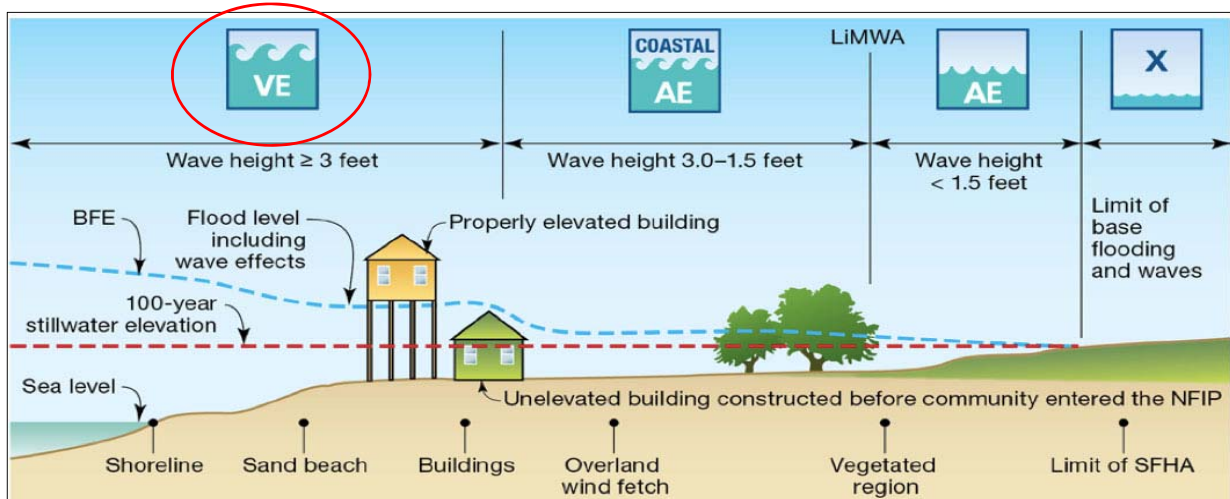 VE
COASTAL
AE
LiMWA
AE
X
Wave height ≥ 3 feet
Wave height 3.0–1.5 feet
Wave height
< 1.5 feet
BFE
Flood level
including
wave effects
Properly elevated building
Limit of
base
flooding
and waves
100-year
stillwater elevation
Sea level
Unelevated building constructed before community entered the NFIP
Shoreline
Sand beach
Buildings
Overland
wind fetch
Vegetated
region
Limit of SFHA